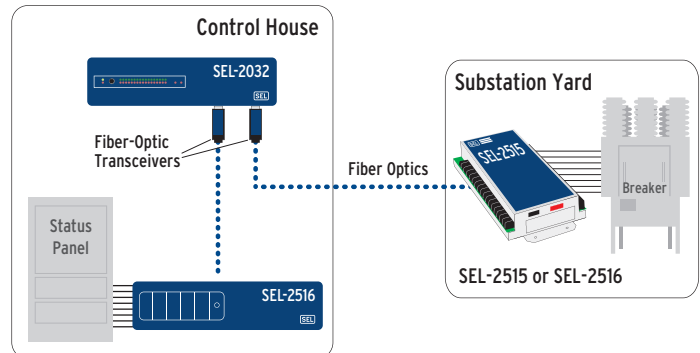 Control House
SEL-2032
SEL
Fiber-Optic
Transceivers
Status
Panel
SEL-2516
SEL
Fiber Optics
Substation Yard
SEL-2515
Breaker
SEL-2515 or SEL-2516